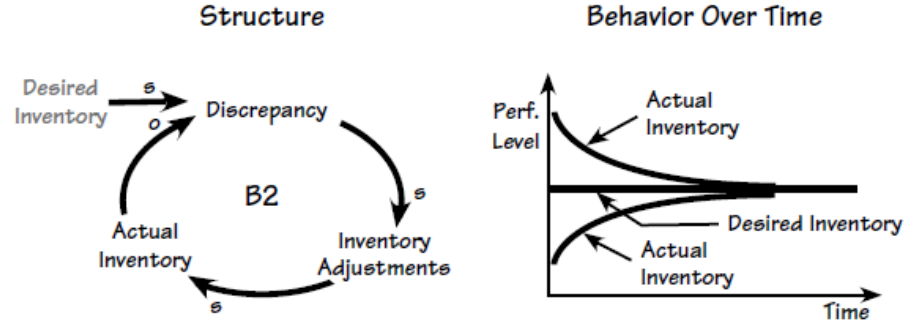 Structure
Desired
Inventory
s
Discrepancy
o
B2
s
Actual
Inventory
Inventory
Adjustments
s
Behavior Over Time
Perf.
Level
Actual
Inventory
Desired Inventory
Actual
Inventory
Time